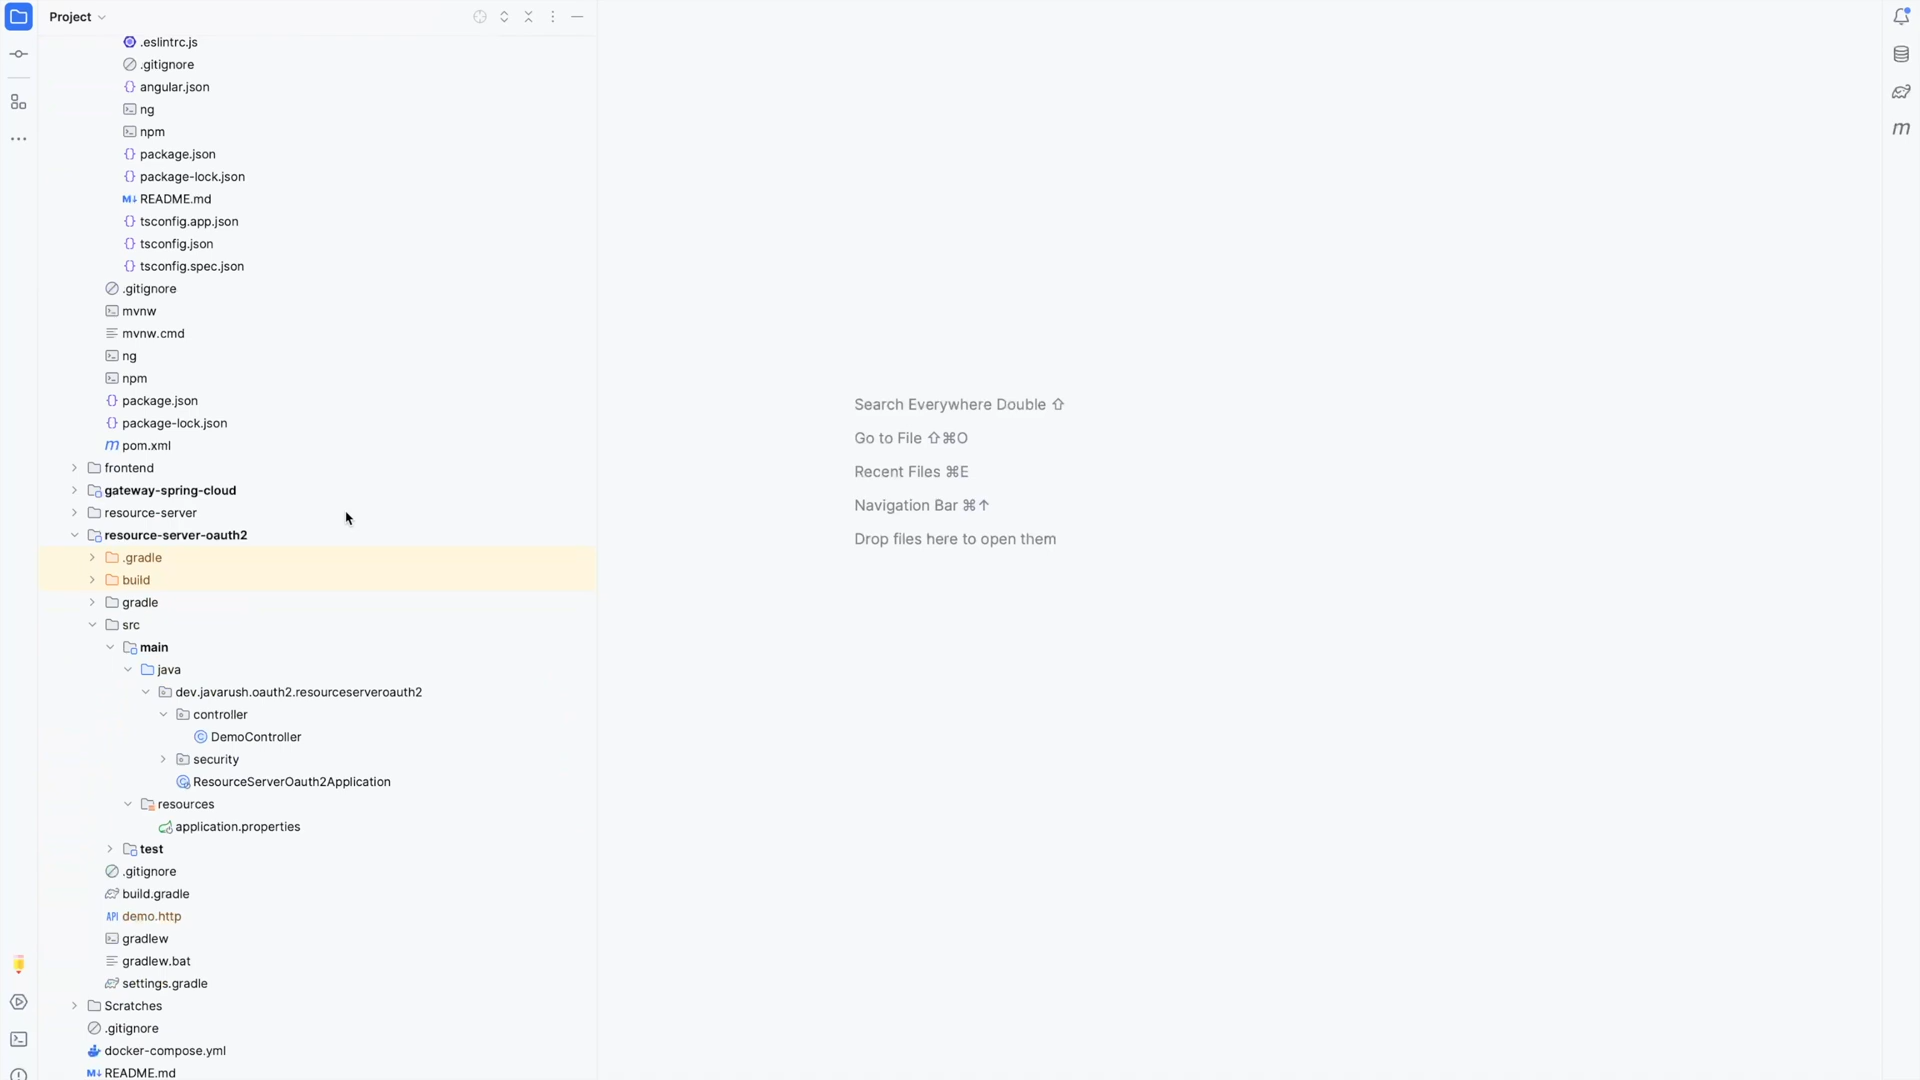 Project
.eslintrc.js
.gitignore
angular.json
ng
npm
package.json
package-lock.json
M↓ README.md
tsconfig.app.json
tsconfig.json
tsconfig.spec.json
.gitignore
mvnw
mvnw.cmd
ng
npm
package.json
package-lock.json
m pom.xml
frontend
gateway-spring-cloud
resource-server
resource-server-oauth2
.gradle
build
gradle
src
main
java
dev.javarush.oauth2.resourceserveroauth2
controller
DemoController
security
ResourceServerOauth2Application
resources
application.properties
test
.gitignore
build.gradle
API demo.http
gradlew
gradlew.bat
settings.gradle
Scratches
.gitignore
docker-compose.yml
M↓ README.md
Search Everywhere Double ⇧
Go to File ⇧⌘O
Recent Files ⌘E
Navigation Bar ⌘↑
Drop files here to open them
m